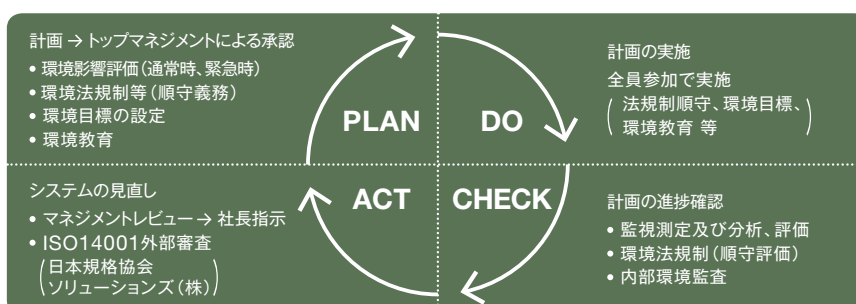 計画 → トップマネジメントによる承認
• 環境影響評価(通常時、緊急時)
• 環境法規制等(順守義務)
• 環境目標の設定
• 環境教育
PLAN
DO
計画の実施
全員参加で実施
(法規制順守、環境目標、
環境教育 等)
システムの見直し
• マネジメントレビュー → 社長指示
• ISO14001外部審査
(日本規格協会
ソリューションズ(株))
ACT
CHECK
計画の進捗確認
• 監視測定及び分析、評価
• 環境法規制(順守評価)
• 内部環境監査